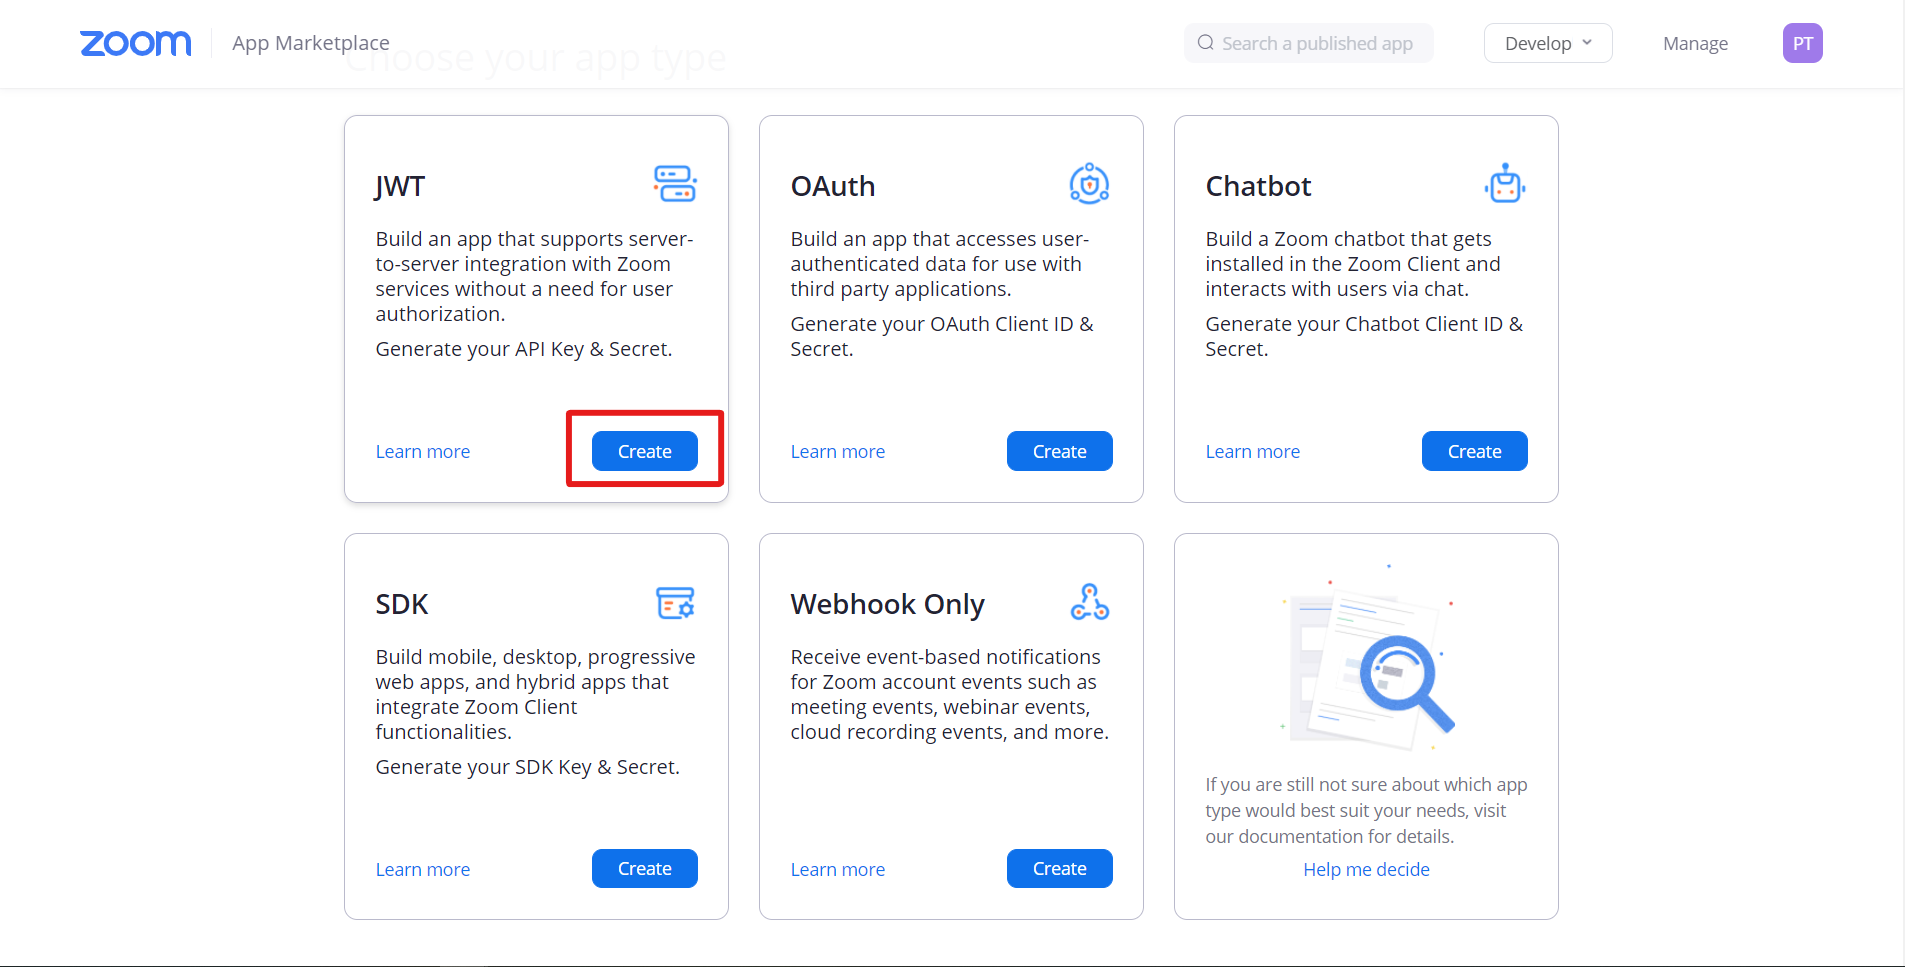 zoom App Marketplace
Search a published app
Develop
Manage
PT
Choose your app type
JWT
Build an app that supports server-
to-server integration with Zoom
services without a need for user
authorization.
Generate your API Key & Secret.
Learn more
Create
OAuth
Build an app that accesses user-
authenticated data for use with
third party applications.
Generate your OAuth Client ID &
Secret.
Learn more
Create
Chatbot
Build a Zoom chatbot that gets
installed in the Zoom Client and
interacts with users via chat.
Generate your Chatbot Client ID &
Secret.
Learn more
Create
SDK
Build mobile, desktop, progressive
web apps, and hybrid apps that
integrate Zoom Client
functionalities.
Generate your SDK Key & Secret.
Learn more
Create
Webhook Only
Receive event-based notifications
for Zoom account events such as
meeting events, webinar events,
cloud recording events, and more.
Learn more
Create
If you are still not sure about which app
type would best suit your needs, visit
our documentation for details.
Help me decide